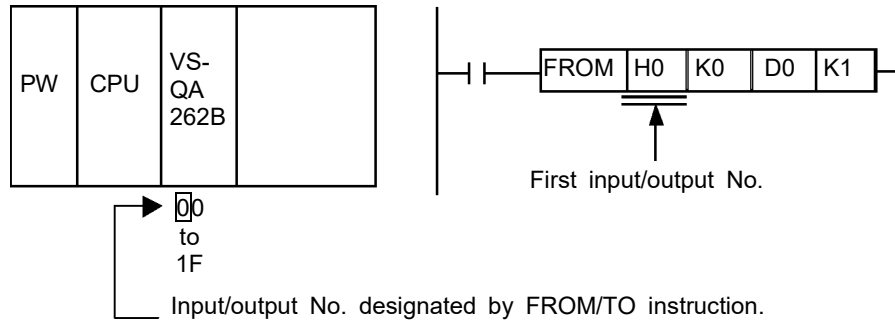 PW
CPU
VS-
QA
262B
FROM H0 K0 D0 K1
First input/output No.
00
to
1F
Input/output No. designated by FROM/TO instruction.